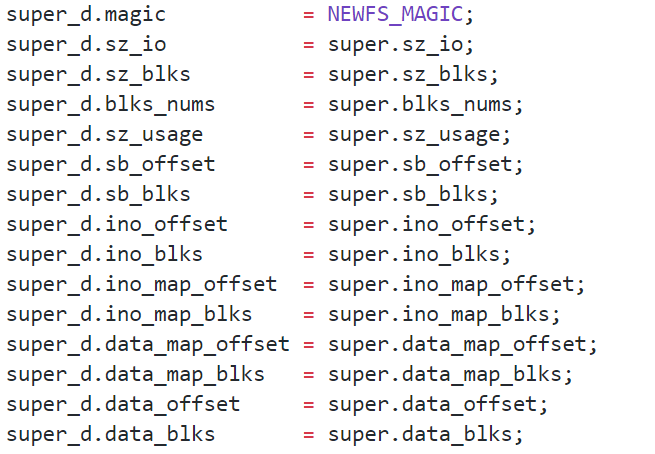 super_d.magic            = NEWFS_MAGIC;
super_d.sz_io            = super.sz_io;
super_d.sz_blks          = super.sz_blks;
super_d.blks_nums        = super.blks_nums;
super_d.sz_usage         = super.sz_usage;
super_d.sb_offset        = super.sb_offset;
super_d.sb_blks          = super.sb_blks;
super_d.ino_offset       = super.ino_offset;
super_d.ino_blks         = super.ino_blks;
super_d.ino_map_offset   = super.ino_map_offset;
super_d.ino_map_blks     = super.ino_map_blks;
super_d.data_map_offset  = super.data_map_offset;
super_d.data_map_blks    = super.data_map_blks;
super_d.data_offset      = super.data_offset;
super_d.data_blks        = super.data_blks;